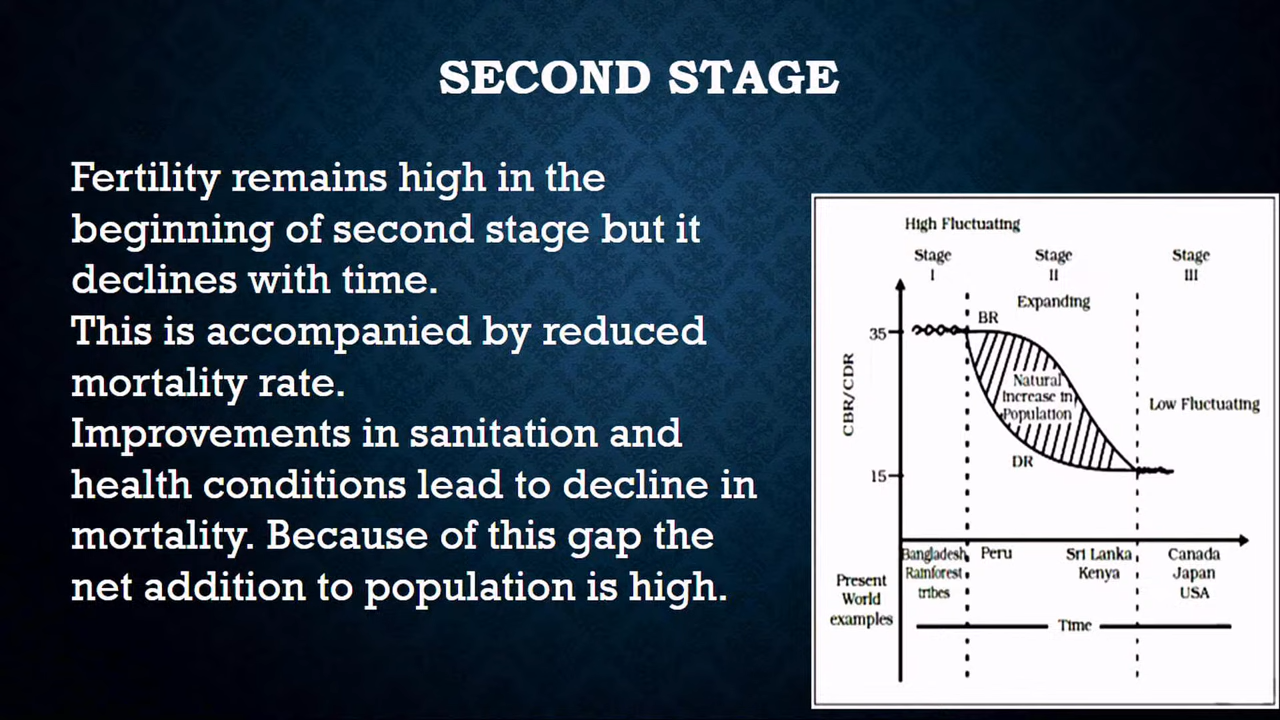 SECOND STAGE
Fertility remains high in the
beginning of second stage but it
declines with time.
This is accompanied by reduced
mortality rate.
Improvements in sanitation and
health conditions lead to decline in
mortality. Because of this gap the
net addition to population is high.
High Fluctuating
Stage
I
Stage
II
Stage
III
Expanding
BR
35
Natural
Increase in
Population
Low Fluctuating
CBR/CDR
DR
15
Bangladesh
Rainforest
tribes
Peru
Sri Lanka
Kenya
Canada
Japan
USA
Present
World
examples
Time